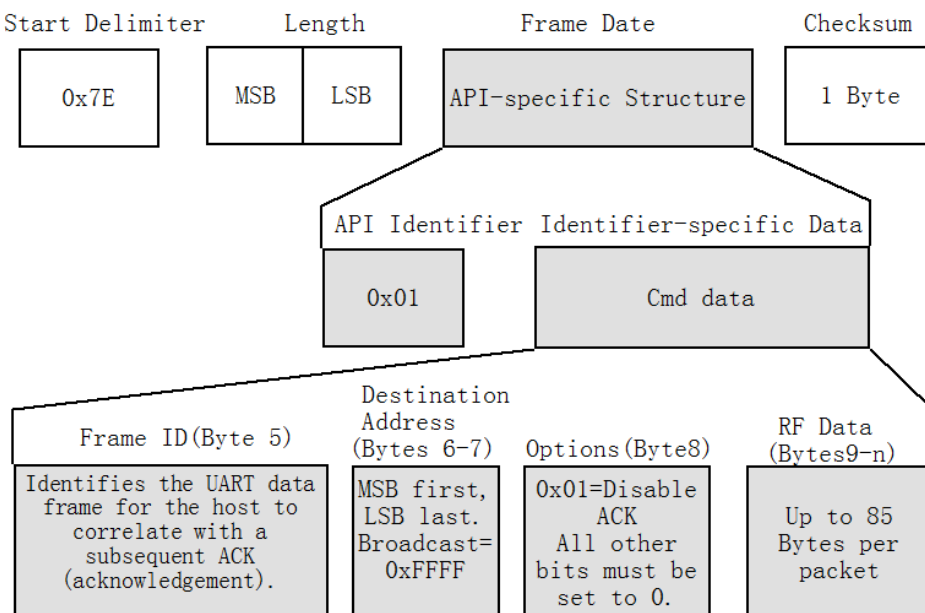 Start Delimiter
Length
Frame Date
Checksum
0x7E
MSB
LSB
API-specific Structure
1 Byte
API Identifier
Identifier-specific Data
0x01
Cmd data
Frame ID(Byte 5)
Destination
Address
(Bytes 6-7)
Options(Byte8)
RF Data
(Bytes9-n)
Identifies the UART data
frame for the host to
correlate with a
subsequent ACK
(acknowledgement).
MSB first,
LSB last.
Broadcast=
0xFFFF
0x01=Disable
ACK
All other
bits must be
set to 0.
Up to 85
Bytes per
packet